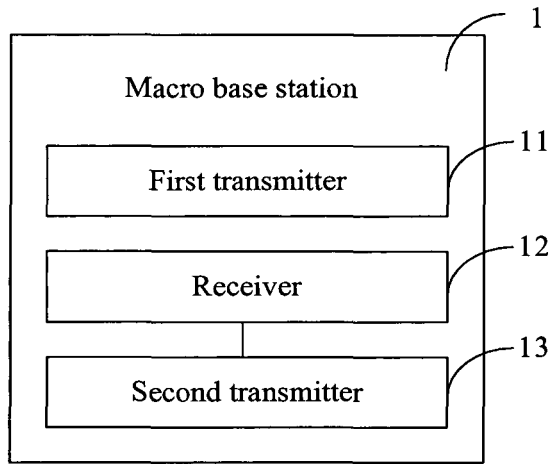 1
Macro base station
11
First transmitter
12
Receiver
13
Second transmitter